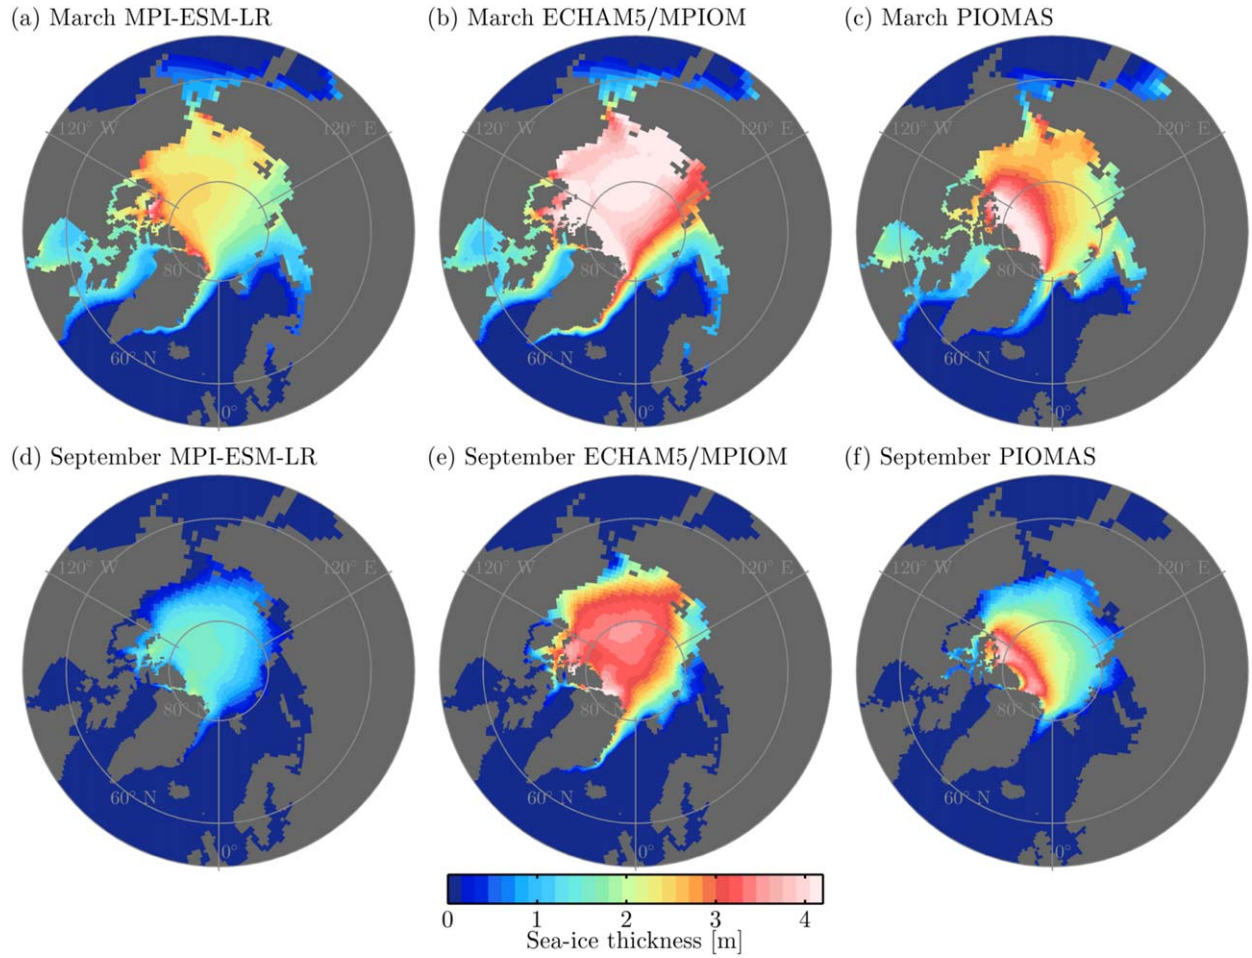 (a) March MPI-ESM-LR
(b) March ECHAM5/MPIOM
(c) March PIOMAS
120° W
120° E
80° N
60° N
0°
120° W
120° E
80° N
60° N
0°
120° W
120° E
80° N
60° N
0°
(d) September MPI-ESM-LR
(e) September ECHAM5/MPIOM
(f) September PIOMAS
120° W
120° E
80° N
60° N
0°
120° W
120° E
80° N
60° N
0°
120° W
120° E
80° N
60° N
0°
0 1 2 3 4
Sea-ice thickness [m]